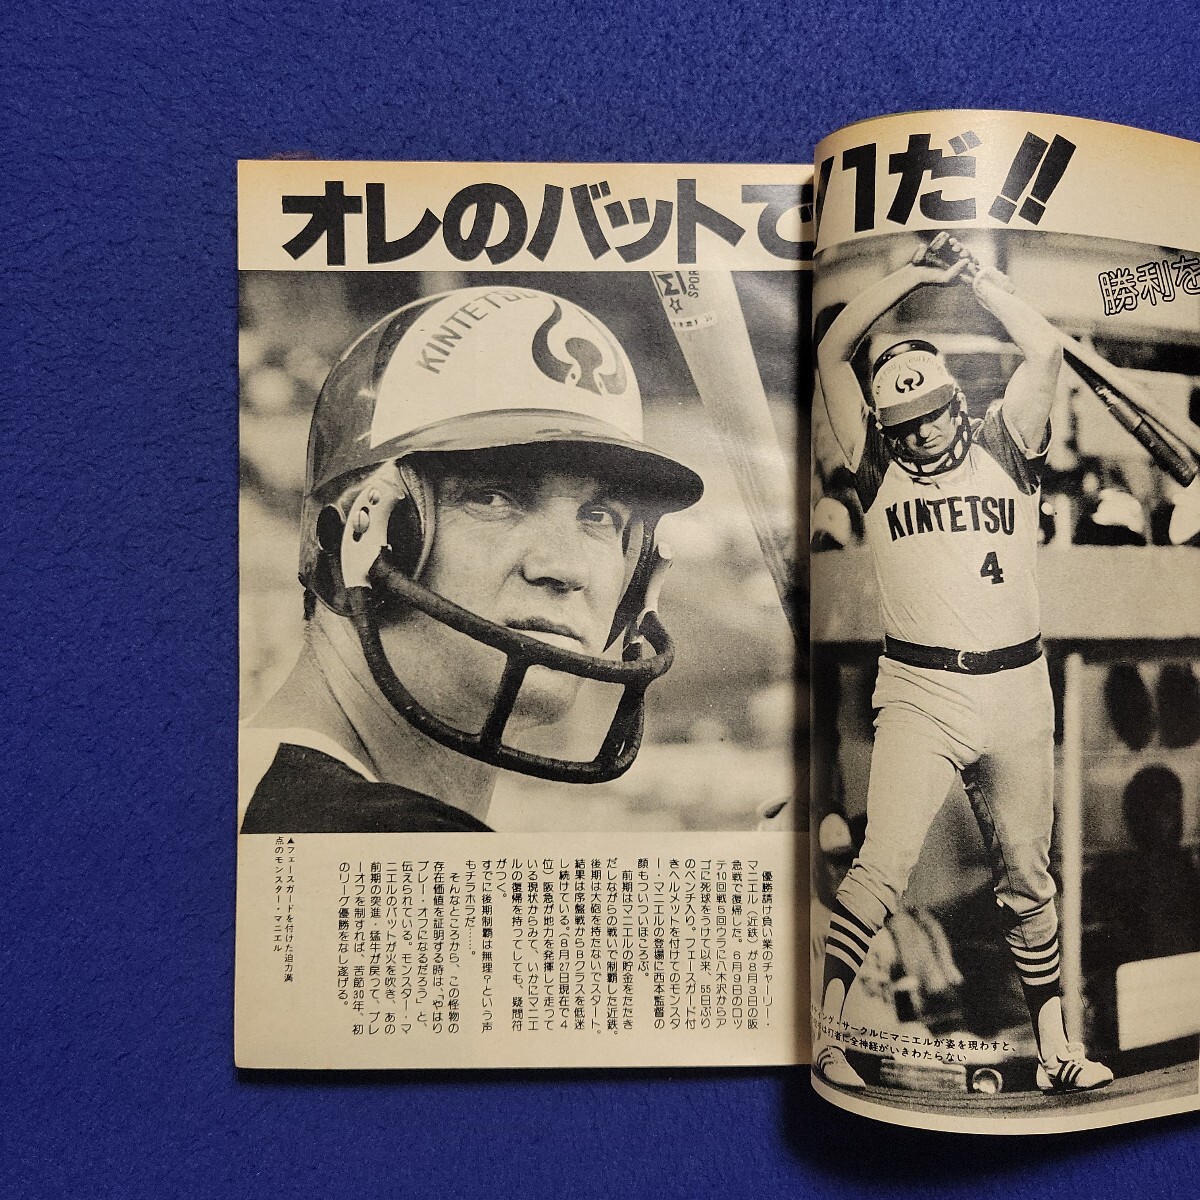 オレのバットで
V1だ!!
勝利を
KINTETSU
SPOR
KINTETSU
4
優勝請け負い業のチャーリー・
マニエル（近鉄）が8月3日の阪
急戦で復帰した。6月9日のロッ
テ10回戦5回ウラに八木沢からア
ゴに死球をうけて以来、55日ぶり
のベンチ入り。フェースガード付
きヘルメットを付けてのモンスタ
ー・マニエルの登場に西本監督の
顔もついついほころぶ。
前期はマニエルの貯金をただき
だしながらの戦いで制覇した近鉄。
後期は大砲を持たないでスタート。
結果は序盤戦からBクラスを低迷
し続けている。（8月27日現在で4
位）阪急が地力を発揮して走って
いる現状からみて、いかにマニエ
ルの復帰を待ってしても、疑問符
がつく。
すでに後期制覇は無理？という声
もチラホラだ……。
そんなところから、この怪物の
存在価値を証明する時は、“やはり
プレー・オフになるだろう”と、
伝えられている。モンスター・マ
ニエルのバットが火を吹き、あの
前期の突進・猛牛が戻って、プレ
ーオフを制すれば、苦節30年、初
のリーグ優勝をなし遂げる。
▲フェースガードを付けた迫力満
点のモンスター・マニエル
ング・サークルにマニエルが姿を現わすと、
は打者に全神経がいきわたらない